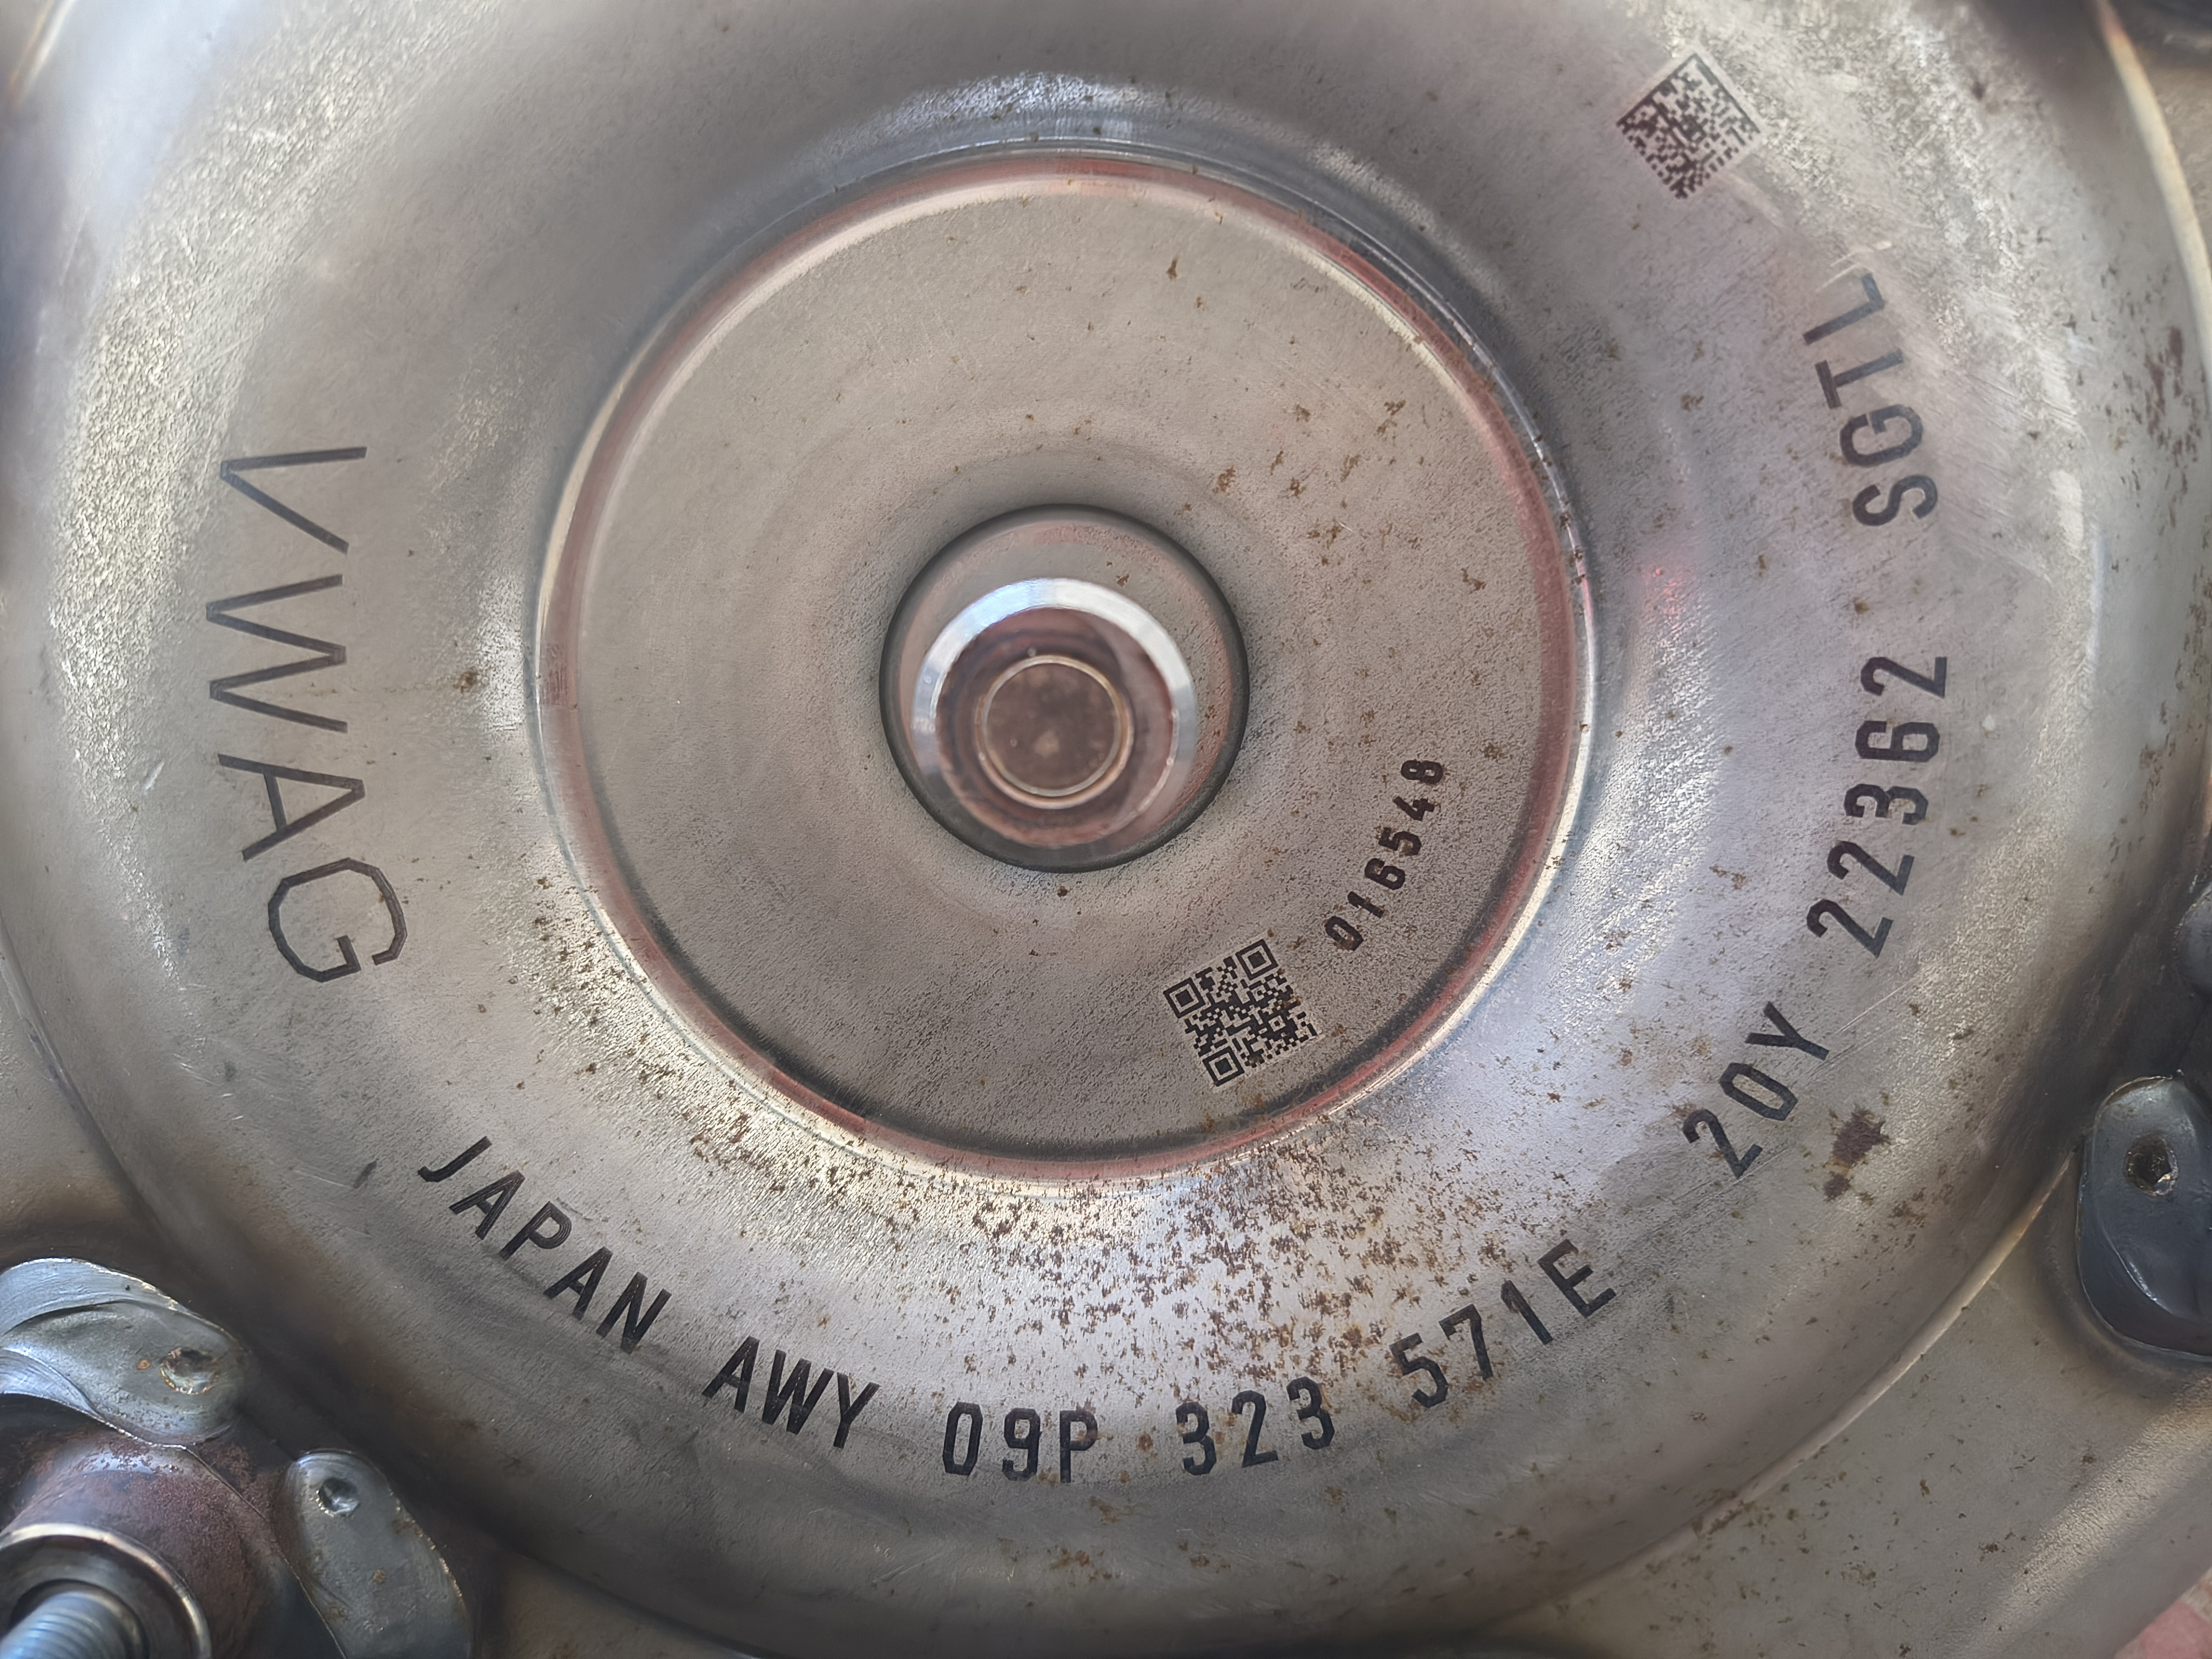 VWAG
JAPAN AWY 09P 323 571E 20Y 22362 SGTL
016548